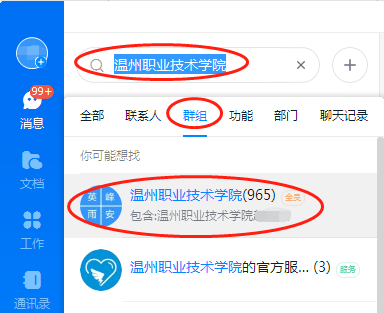 温州职业技术学院
99+
消息
全部 联系人 群组 功能 部门 聊天记录
你可能想找
文档
英峰雨安
温州职业技术学院(965) 全员
包含:温州职业技术学院
工作
温州职业技术学院的官方服... (3) 服务
通讯录